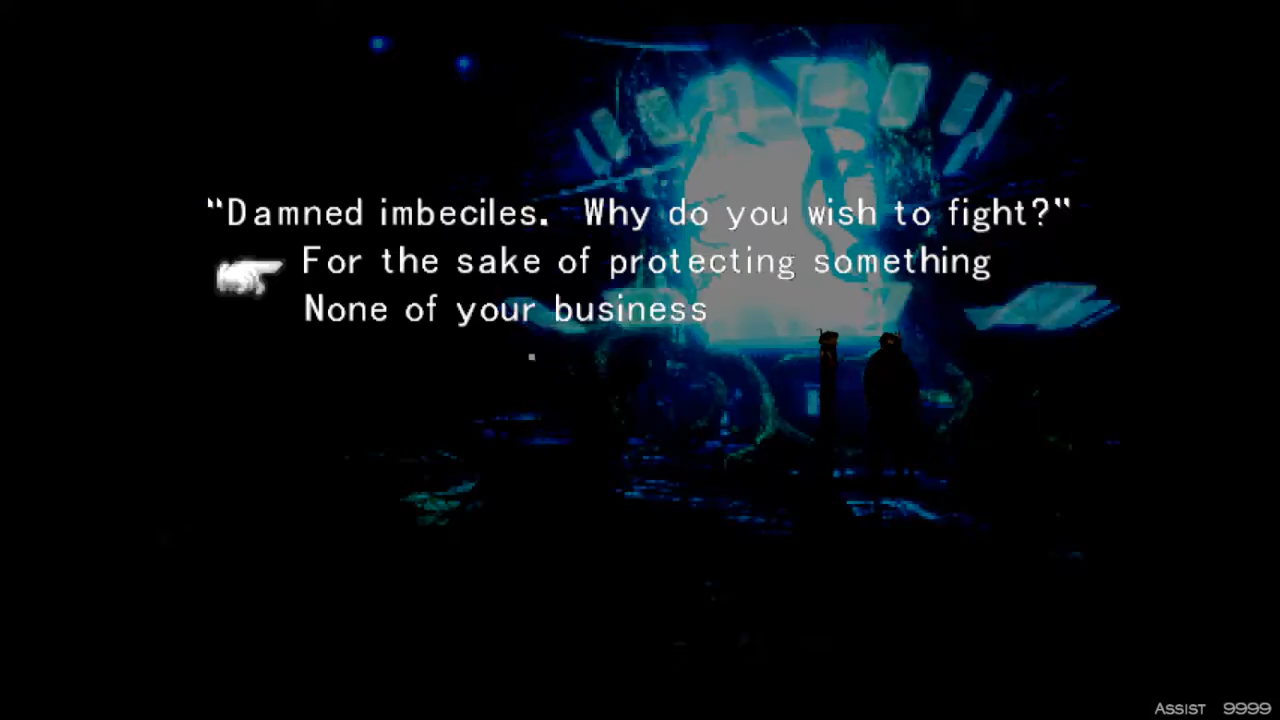 “Damned imbeciles. Why do you wish to fight?”
For the sake of protecting something
None of your business
Assist 9999